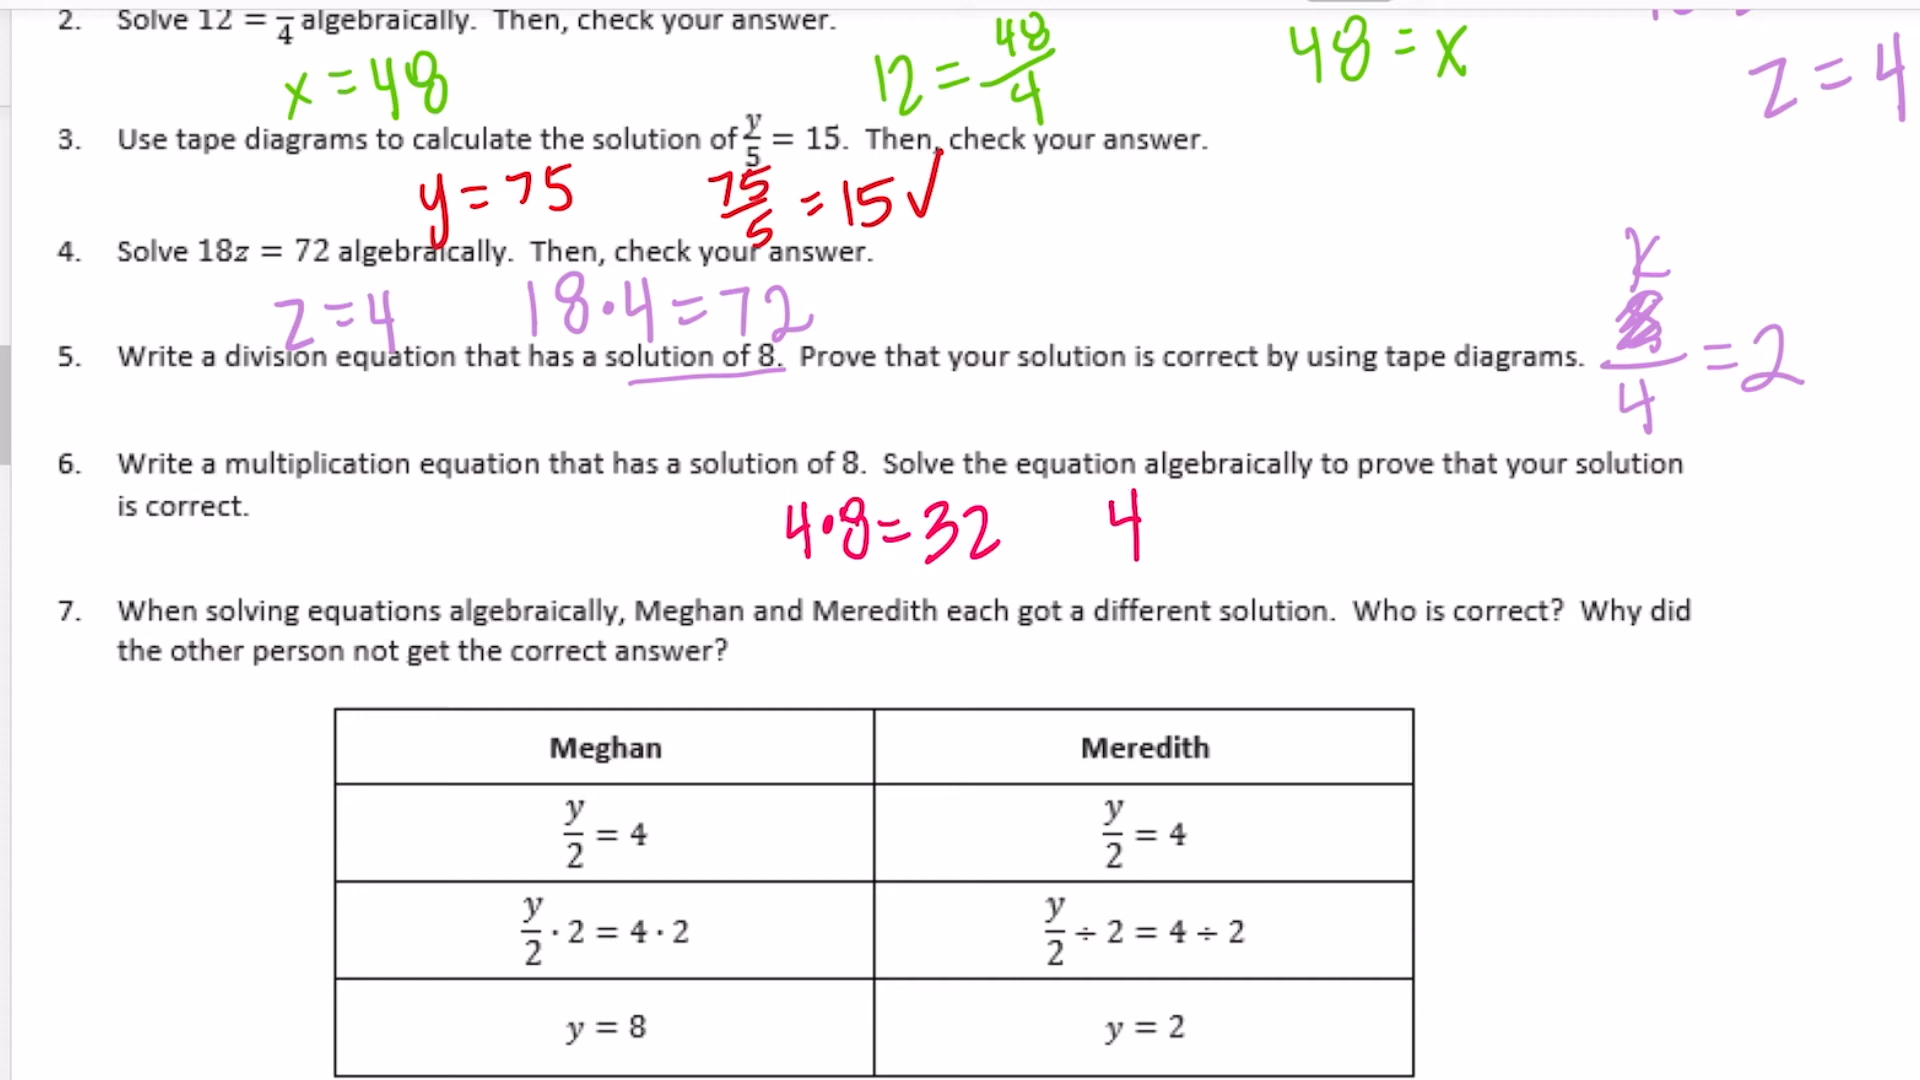 2. Solve 12 = —/4 algebraically. Then, check your answer.
x = 48
12 = 48/4
48 = x
z = 4
3. Use tape diagrams to calculate the solution of y/5 = 15. Then, check your answer.
y = 75
75/5 = 15 ✓
4. Solve 18z = 72 algebraically. Then, check your answer.
z = 4
18·4 = 72
5. Write a division equation that has a solution of 8. Prove that your solution is correct by using tape diagrams.
/4 = 2
6. Write a multiplication equation that has a solution of 8. Solve the equation algebraically to prove that your solution
is correct.
4·8 = 32
4
7. When solving equations algebraically, Meghan and Meredith each got a different solution. Who is correct? Why did
the other person not get the correct answer?
Meghan Meredith
y/2 = 4 y/2 = 4
y/2 · 2 = 4 · 2 y/2 ÷ 2 = 4 ÷ 2
y = 8 y = 2